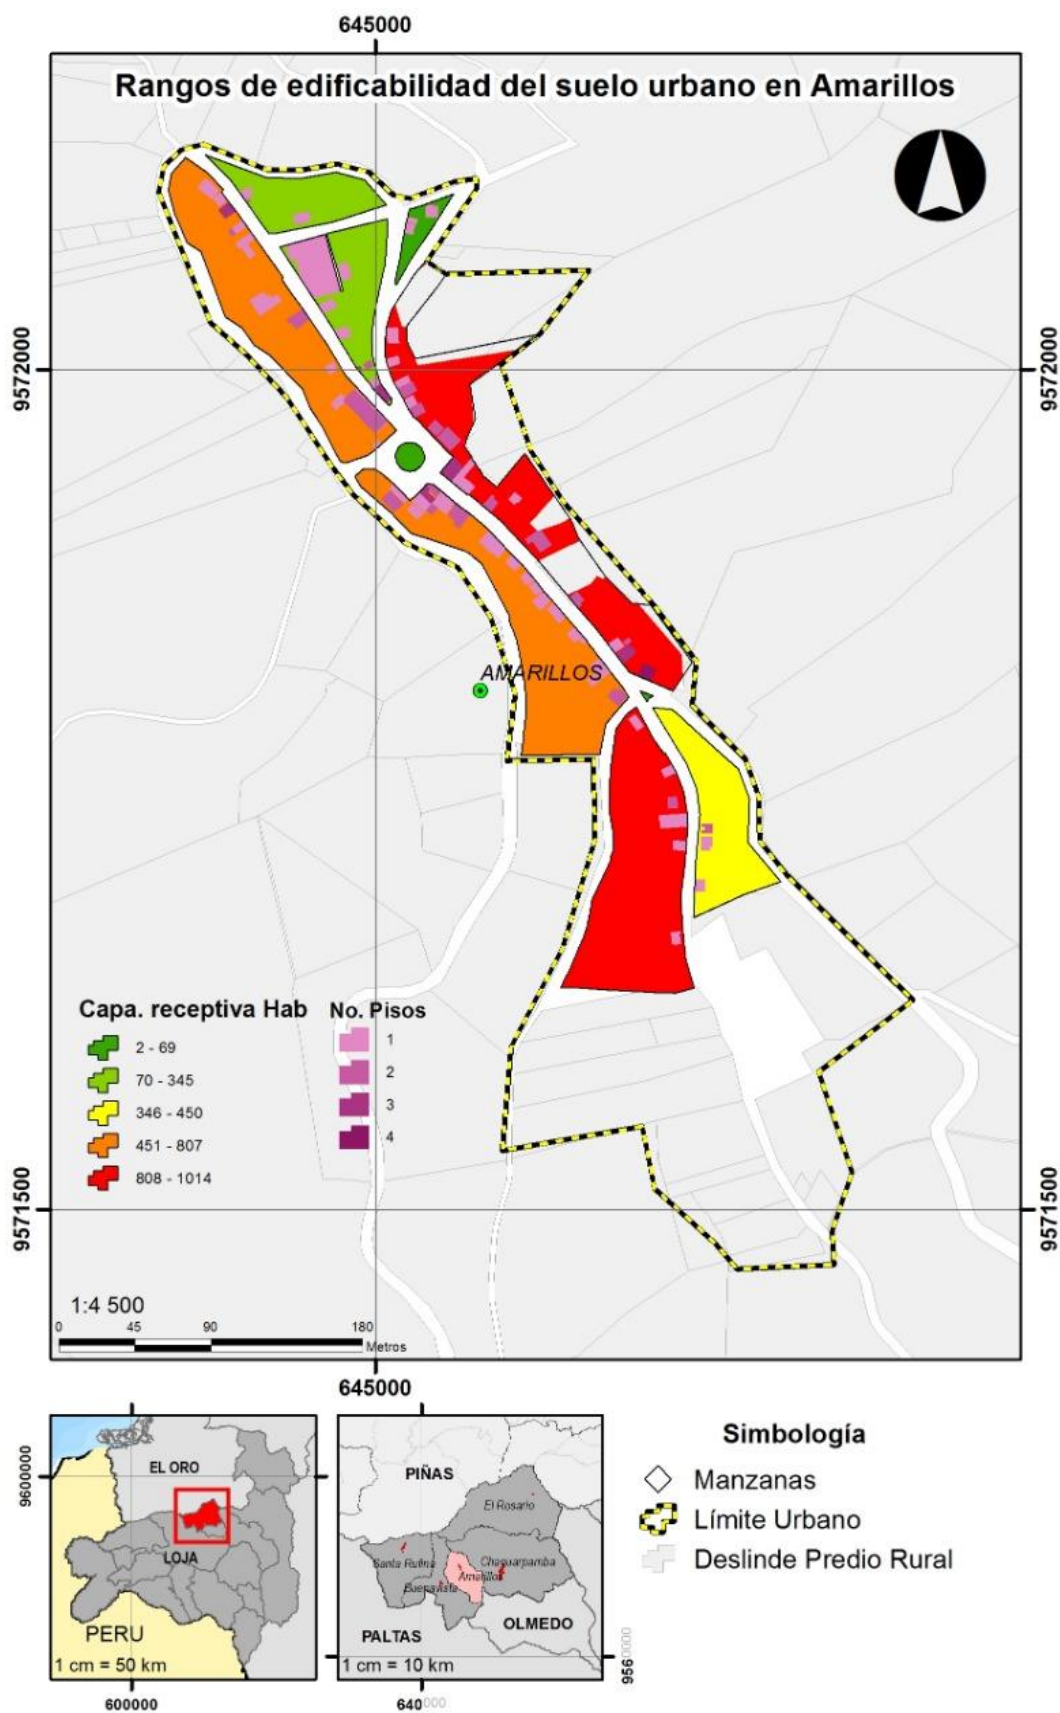 645000
Rangos de edificabilidad del suelo urbano en Amarillos
9572000
9572000
AMARILLOS
Capa. receptiva Hab
2 - 69
70 - 345
346 - 450
451 - 807
808 - 1014
No. Pisos
1
2
3
4
9571500
9571500
1:4 500
0 45 90 180
Metros
645000
9600000
EL ORO
LOJA
PERU
1 cm = 50 km
600000
PIÑAS
El Rosario
Santa Rufina
Chaguarpamba
Amarillos
Buenavista
OLMEDO
PALTAS
1 cm = 10 km
640000
9560000
Simbología
Manzanas
Límite Urbano
Deslinde Predio Rural